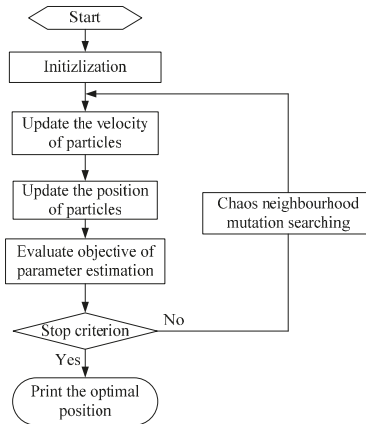 Start
Initizlization
Update the velocity
of particles
Update the position
of particles
Chaos neighbourhood
mutation searching
Evaluate objective of
parameter estimation
Stop criterion
No
Yes
Print the optimal
position